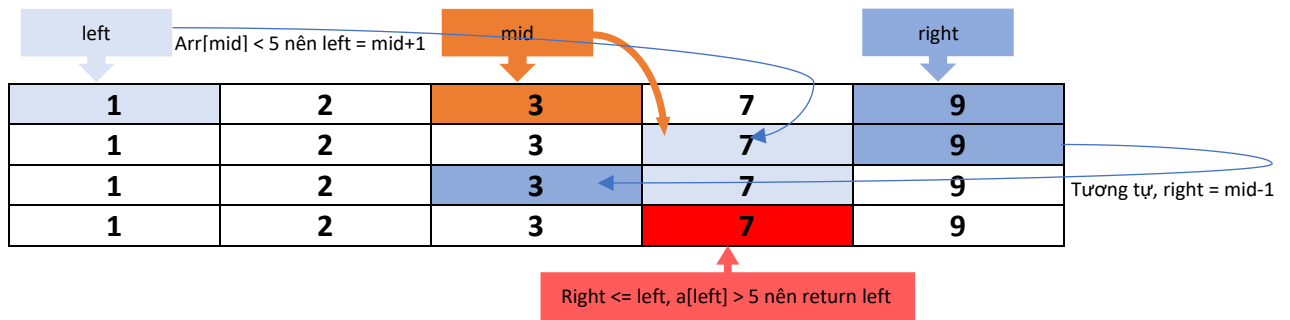 left
Arr[mid] < 5 nên left = mid+1
mid
right
1 2 3 7 9
1 2 3 7 9
1 2 3 7 9
Tương tự, right = mid-1
1 2 3 7 9
Right <= left, a[left] > 5 nên return left